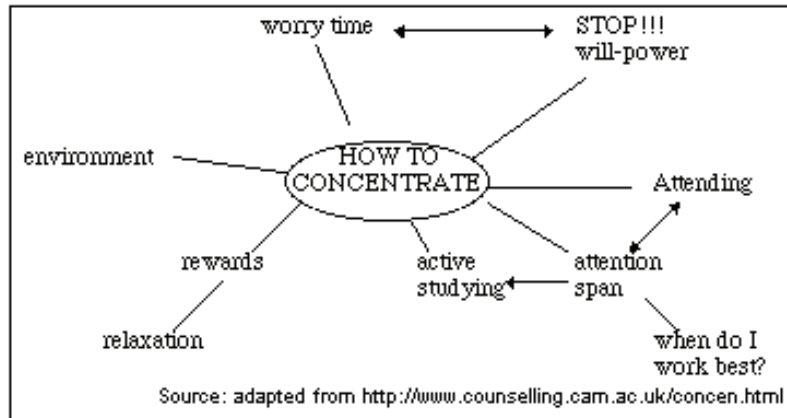 worry time
STOP!!!
will-power
environment
HOW TO
CONCENTRATE
Attending
rewards
active
studying
attention
span
relaxation
when do I
work best?
Source: adapted from http://www.counselling.cam.ac.uk/concen.html